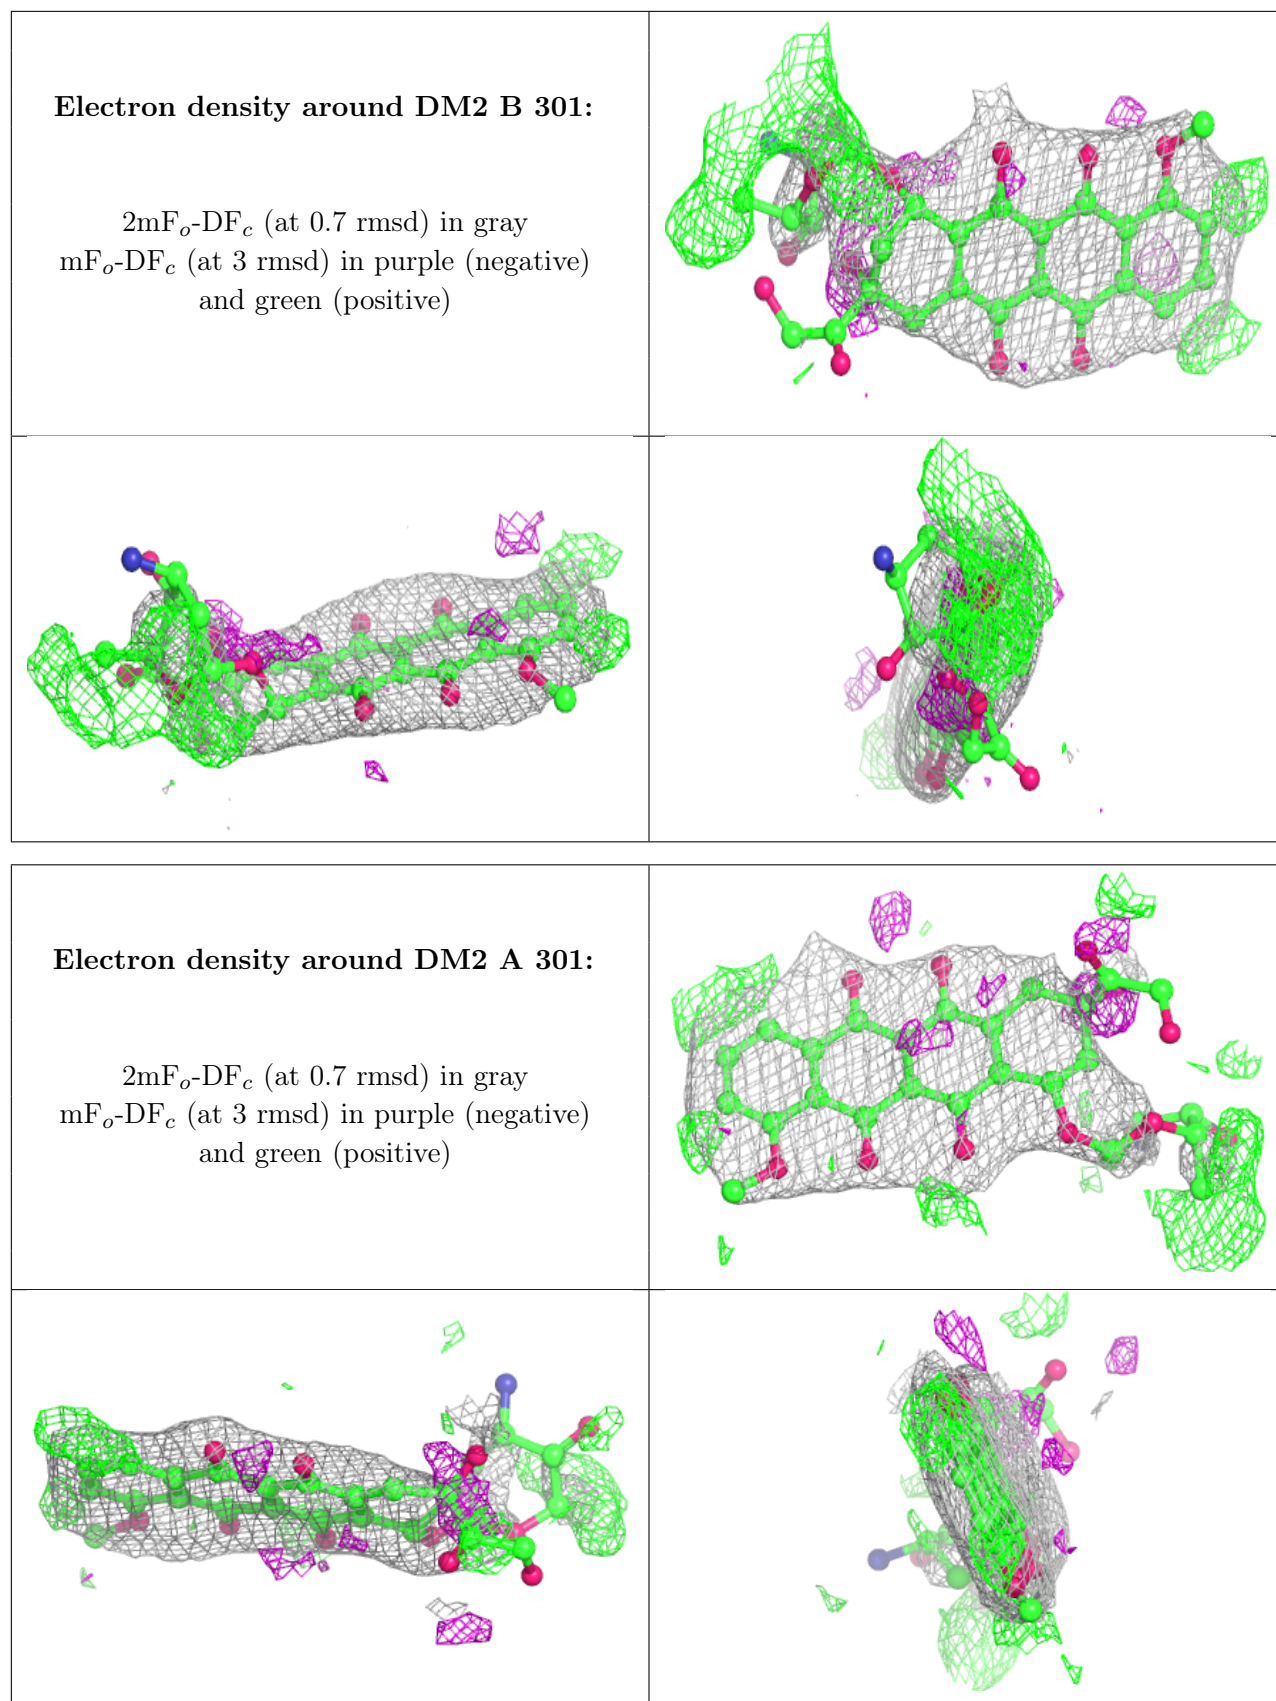 Electron density around DM2 B 301:
2mFo-DFc (at 0.7 rmsd) in gray
mFo-DFc (at 3 rmsd) in purple (negative)
and green (positive)
Electron density around DM2 A 301:
2mFo-DFc (at 0.7 rmsd) in gray
mFo-DFc (at 3 rmsd) in purple (negative)
and green (positive)